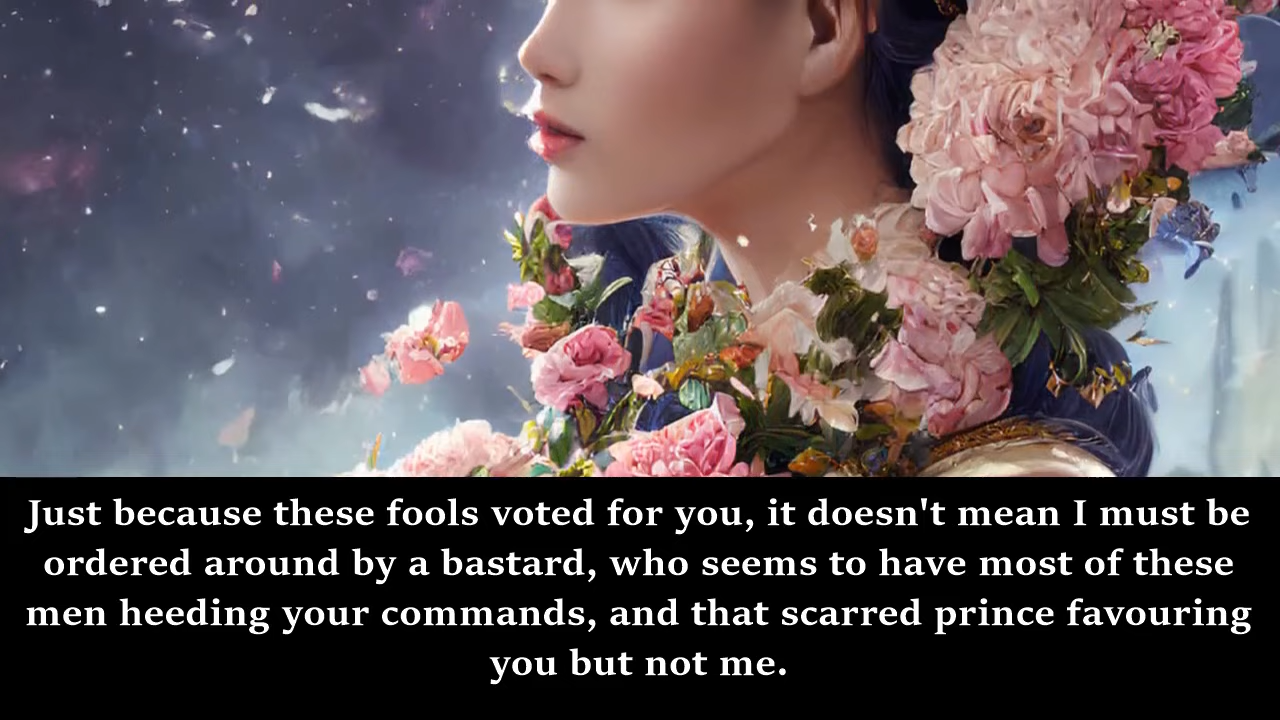 Just because these fools voted for you, it doesn't mean I must be
ordered around by a bastard, who seems to have most of these
men heeding your commands, and that scarred prince favouring
you but not me.